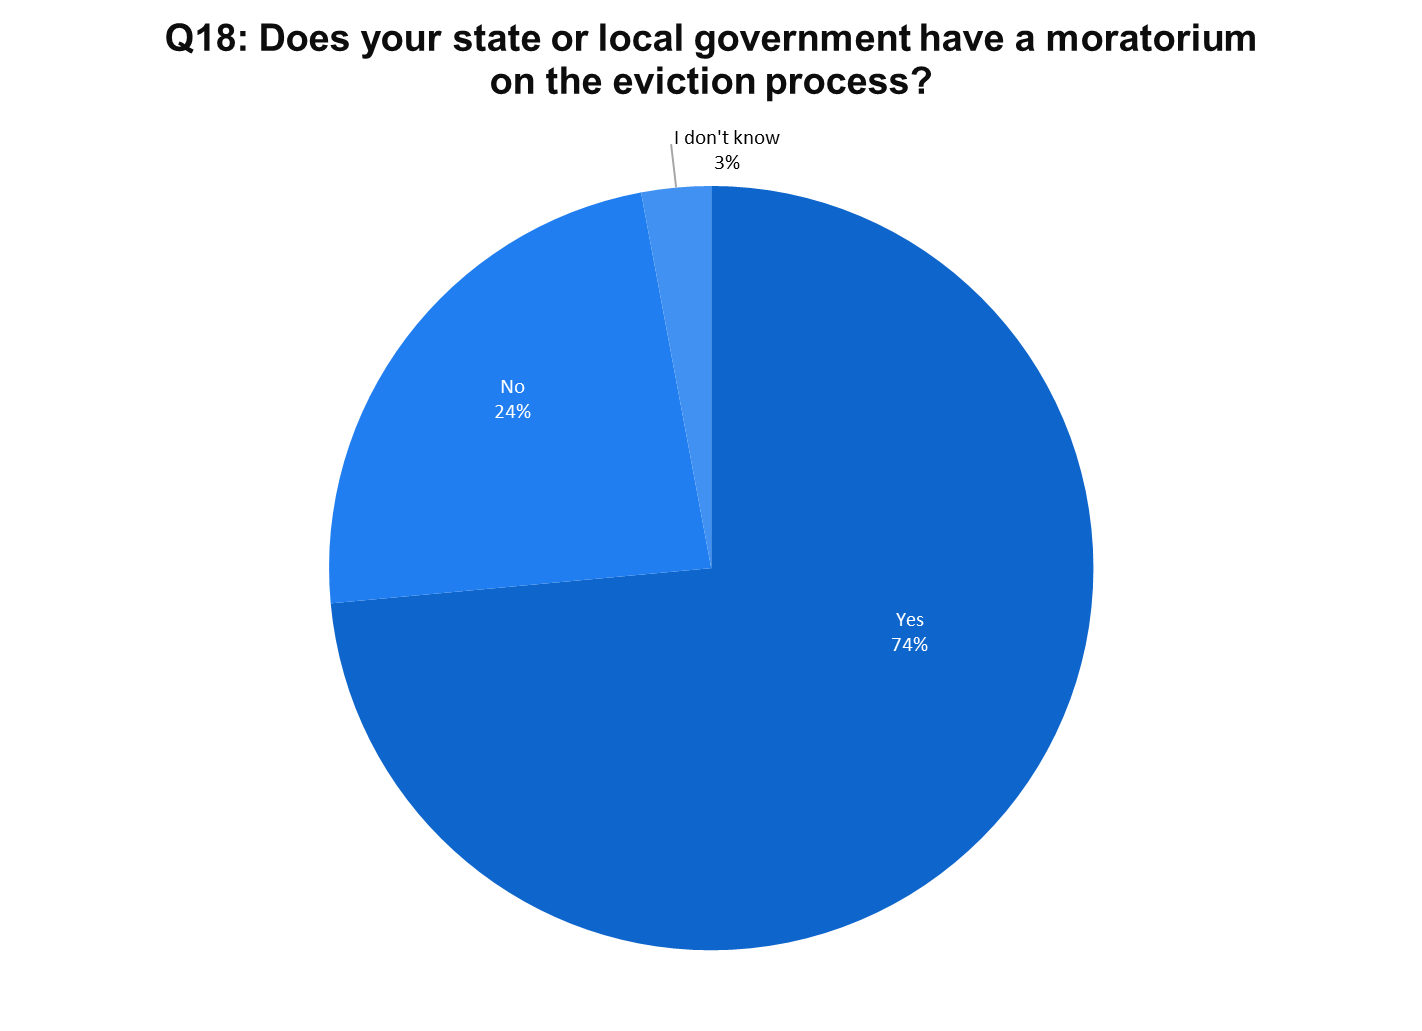 Q18: Does your state or local government have a moratorium
on the eviction process?
I don't know
3%
No
24%
Yes
74%